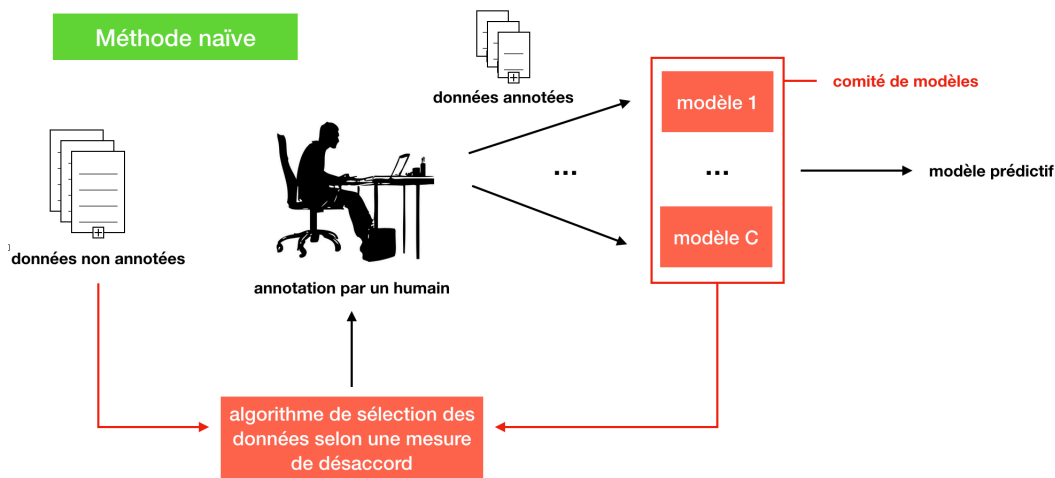 Méthode naïve
données annotées
modèle 1
comité de modèles
...
...
modèle prédictif
modèle C
données non annotées
annotation par un humain
algorithme de sélection des
données selon une mesure
de désaccord